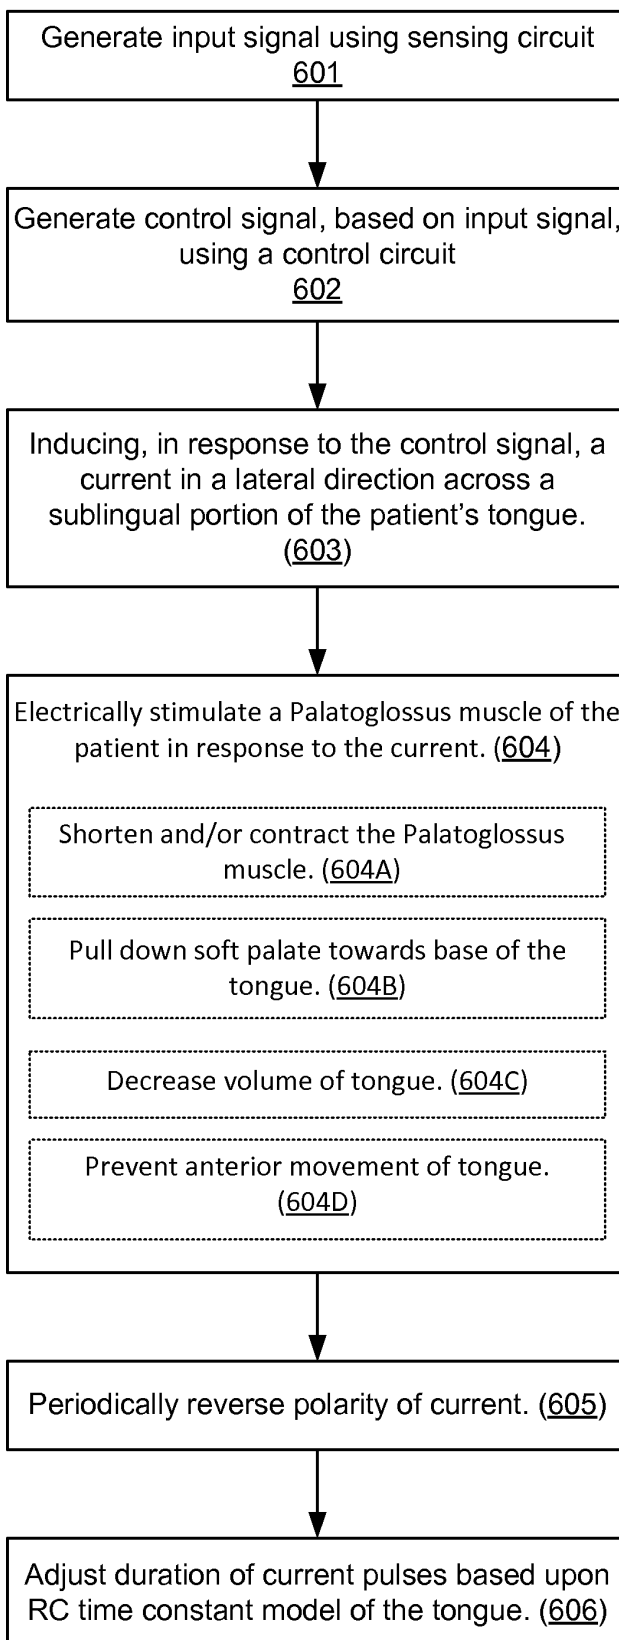 Generate input signal using sensing circuit
601
Generate control signal, based on input signal,
using a control circuit
602
Inducing, in response to the control signal, a
current in a lateral direction across a
sublingual portion of the patient's tongue.
(603)
Electrically stimulate a Palatoglossus muscle of the
patient in response to the current. (604)
Shorten and/or contract the Palatoglossus
muscle. (604A)
Pull down soft palate towards base of the
tongue. (604B)
Decrease volume of tongue. (604C)
Prevent anterior movement of tongue.
(604D)
Periodically reverse polarity of current. (605)
Adjust duration of current pulses based upon
RC time constant model of the tongue. (606)